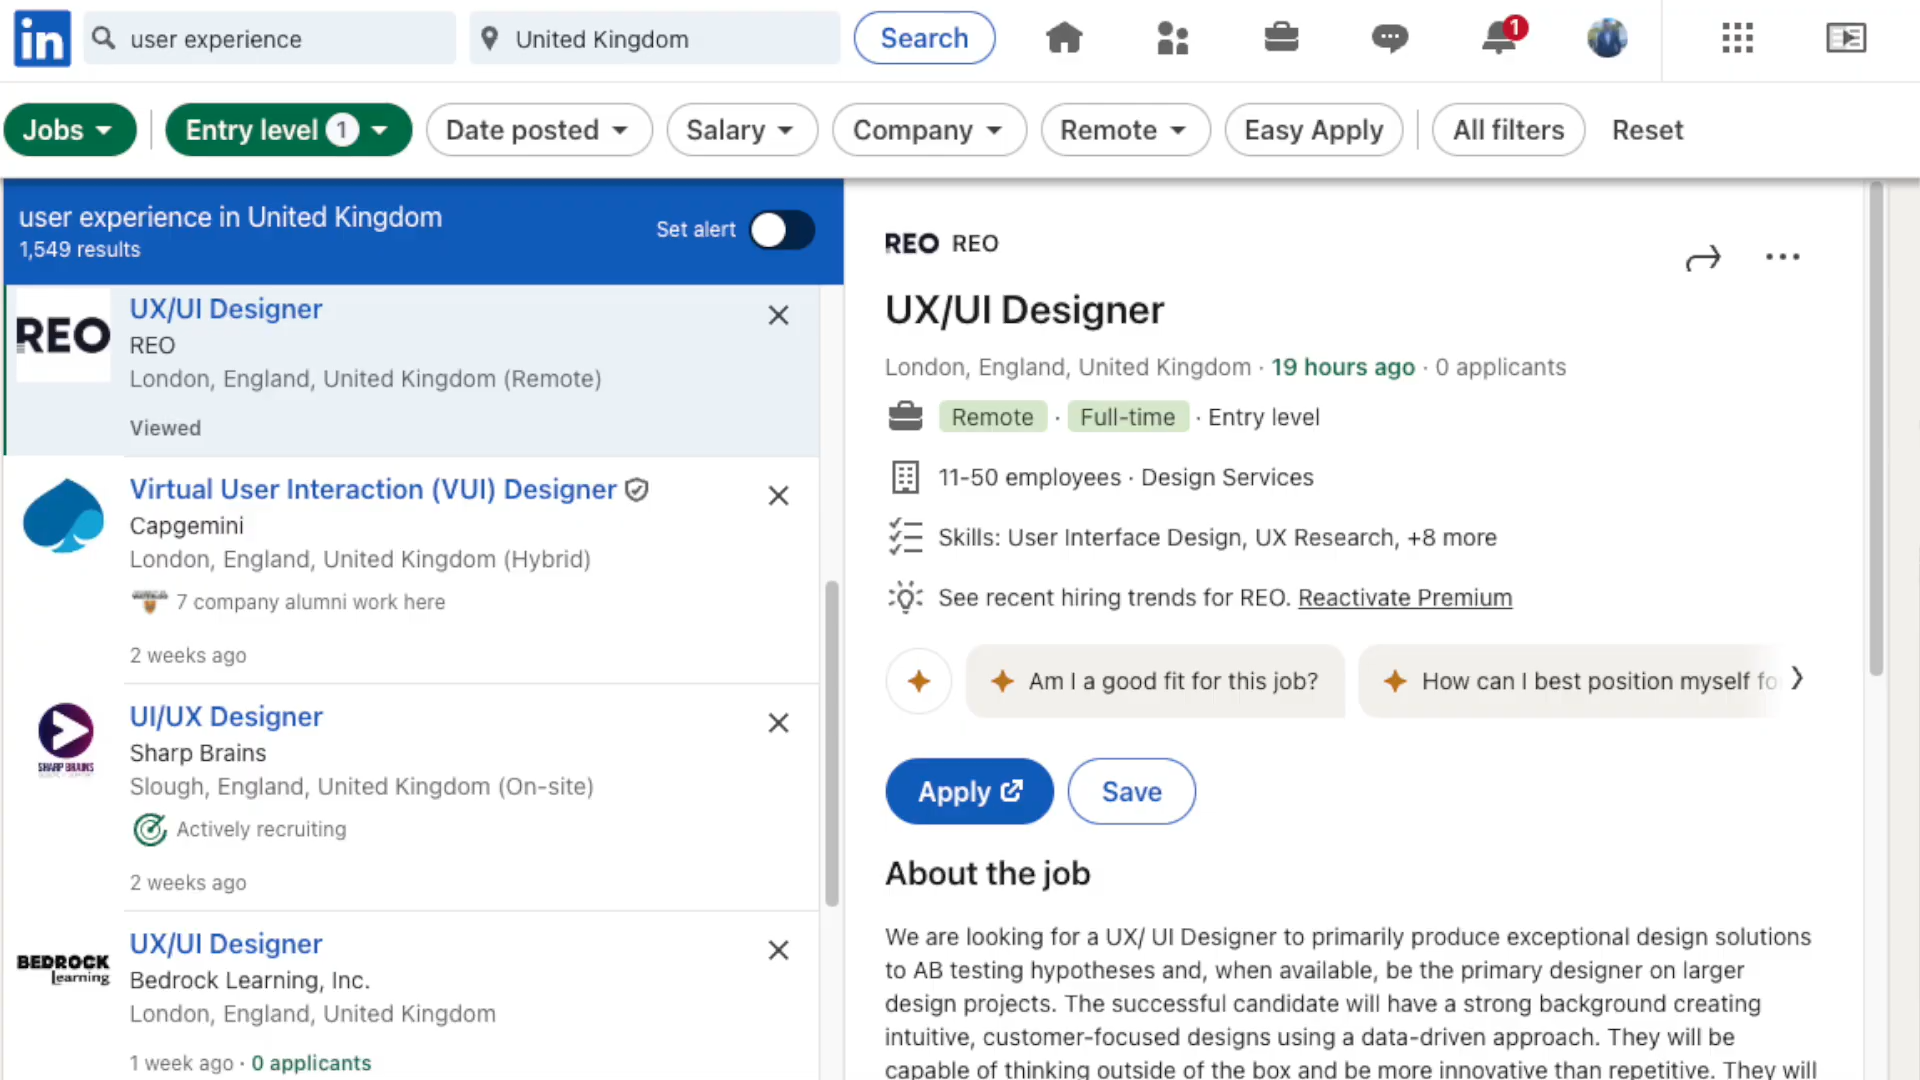 in
user experience
United Kingdom
Search
1
Jobs
Entry level 1
Date posted
Salary
Company
Remote
Easy Apply
All filters
Reset
user experience in United Kingdom
1,549 results
Set alert
REO
UX/UI Designer
REO
London, England, United Kingdom (Remote)
Viewed
Virtual User Interaction (VUI) Designer
Capgemini
London, England, United Kingdom (Hybrid)
7 company alumni work here
2 weeks ago
SHARP BRAINS
UI/UX Designer
Sharp Brains
Slough, England, United Kingdom (On-site)
Actively recruiting
2 weeks ago
BEDROCK
learning
UX/UI Designer
Bedrock Learning, Inc.
London, England, United Kingdom
1 week ago · 0 applicants
REO REO
UX/UI Designer
London, England, United Kingdom · 19 hours ago · 0 applicants
Remote · Full-time · Entry level
11-50 employees · Design Services
Skills: User Interface Design, UX Research, +8 more
See recent hiring trends for REO. Reactivate Premium
Am I a good fit for this job?
How can I best position myself fo
Apply
Save
About the job
We are looking for a UX/ UI Designer to primarily produce exceptional design solutions
to AB testing hypotheses and, when available, be the primary designer on larger
design projects. The successful candidate will have a strong background creating
intuitive, customer-focused designs using a data-driven approach. They will be
capable of thinking outside of the box and be more innovative than repetitive. They will